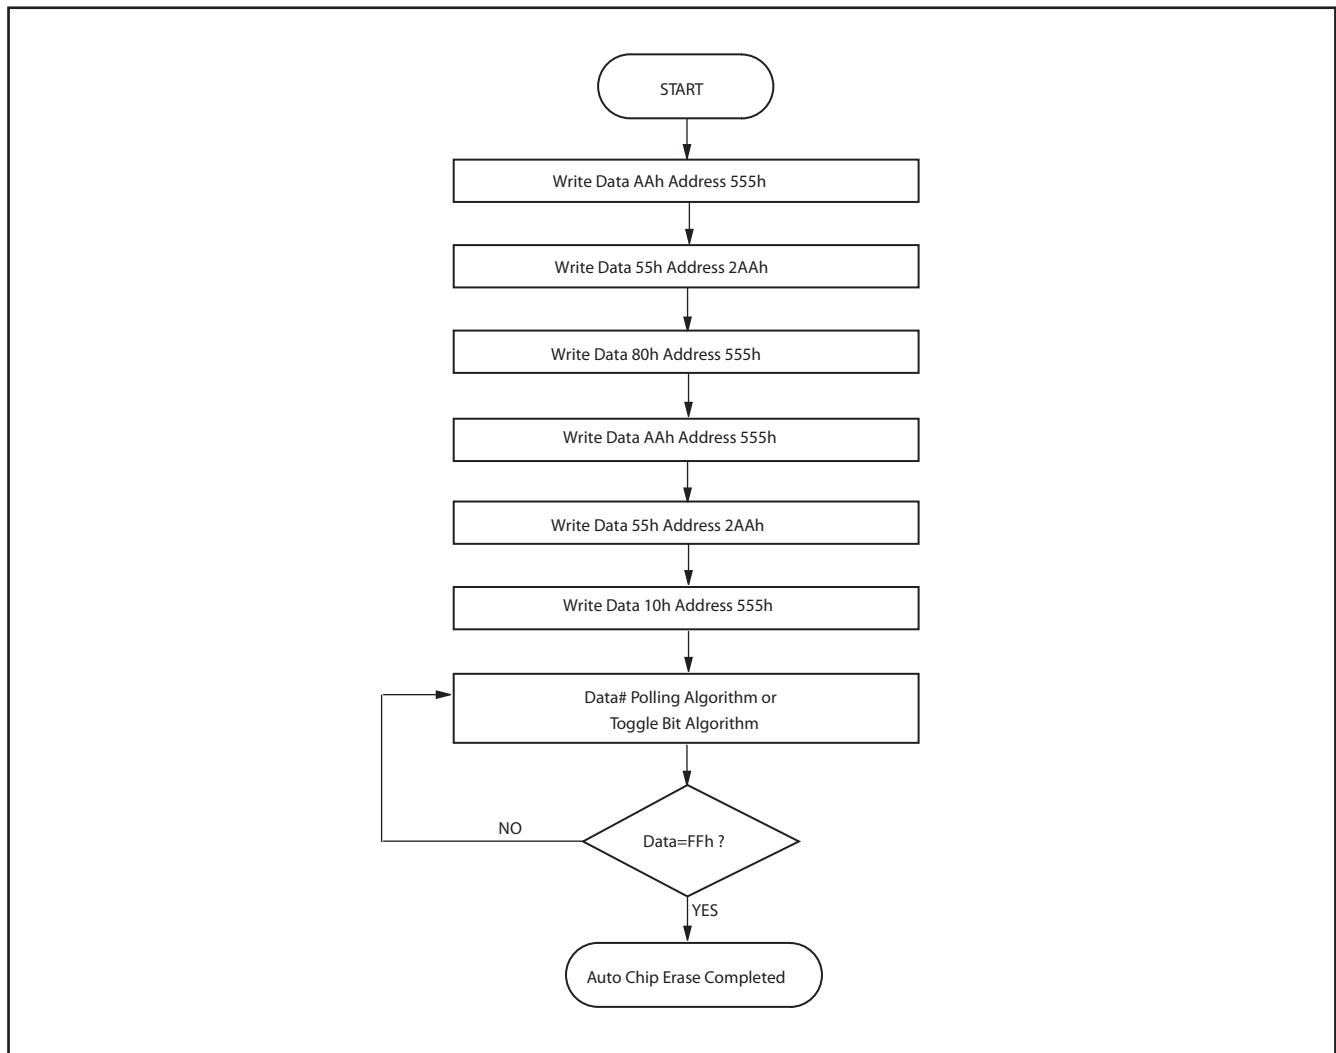 START
Write Data AAh Address 555h
Write Data 55h Address 2AAh
Write Data 80h Address 555h
Write Data AAh Address 555h
Write Data 55h Address 2AAh
Write Data 10h Address 555h
Data# Polling Algorithm or
Toggle Bit Algorithm
NO
Data=FFh ?
YES
Auto Chip Erase Completed